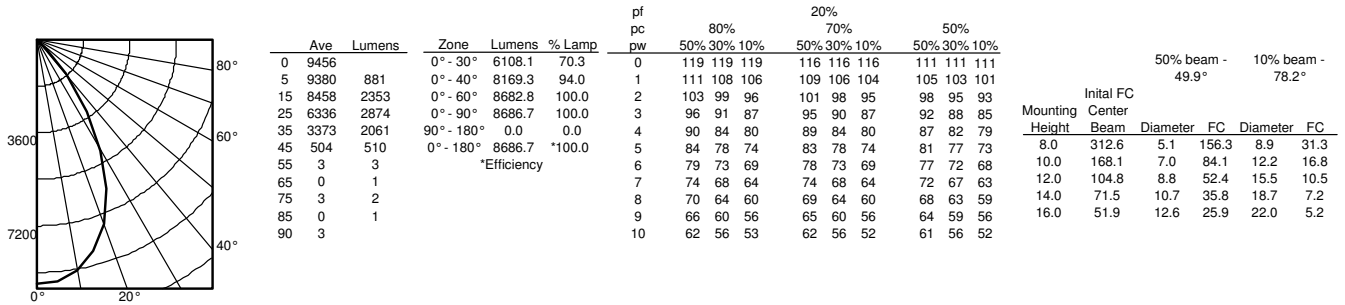 80°
60°
40°
3600
7200
0° 20°
Ave Lumens
0 9456
5 9380 881
15 8458 2353
25 6336 2874
35 3373 2061
45 504 510
55 3 3
65 0 1
75 3 2
85 0 1
90 3
Zone Lumens % Lamp
0° - 30° 6108.1 70.3
0° - 40° 8169.3 94.0
0° - 60° 8682.8 100.0
0° - 90° 8686.7 100.0
90° - 180° 0.0 0.0
0° - 180° 8686.7 *100.0
*Efficiency
pf 20%
pc 80% 70% 50%
pw 50% 30% 10% 50% 30% 10% 50% 30% 10%
0 119 119 119 116 116 116 111 111 111
1 111 108 106 109 106 104 105 103 101
2 103 99 96 101 98 95 98 95 93
3 96 91 87 95 90 87 92 88 85
4 90 84 80 89 84 80 87 82 79
5 84 78 74 83 78 74 81 77 73
6 79 73 69 78 73 69 77 72 68
7 74 68 64 74 68 64 72 67 63
8 70 64 60 69 64 60 68 63 59
9 66 60 56 65 60 56 64 59 56
10 62 56 53 62 56 52 61 56 52
50% beam - 10% beam -
49.9° 78.2°
Inital FC
Mounting Center
Height Beam Diameter FC Diameter FC
8.0 312.6 5.1 156.3 8.9 31.3
10.0 168.1 7.0 84.1 12.2 16.8
12.0 104.8 8.8 52.4 15.5 10.5
14.0 71.5 10.7 35.8 18.7 7.2
16.0 51.9 12.6 25.9 22.0 5.2